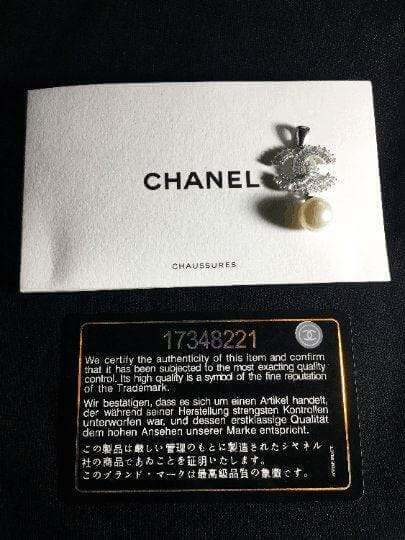 CHANEL
CHAUSSURES
17348221
We certify the authenticity of this item and confirm
that it has been subjected to the most exacting quality
control. Its high quality is a symbol of the fine reputation
of the Trademark.
Wir bestätigen, dass es sich um einen Artikel handelt,
der während seiner Herstellung strengsten Kontrollen
unterworfen war, und dessen erstklassige Qualität
dem hohen Ansehen unserer Marke entspricht.
この製品は厳しい管理のもとに製造されたシャネル
社の商品であることを証明いたします。
このブランド・マークは最高級品質の象徴です。